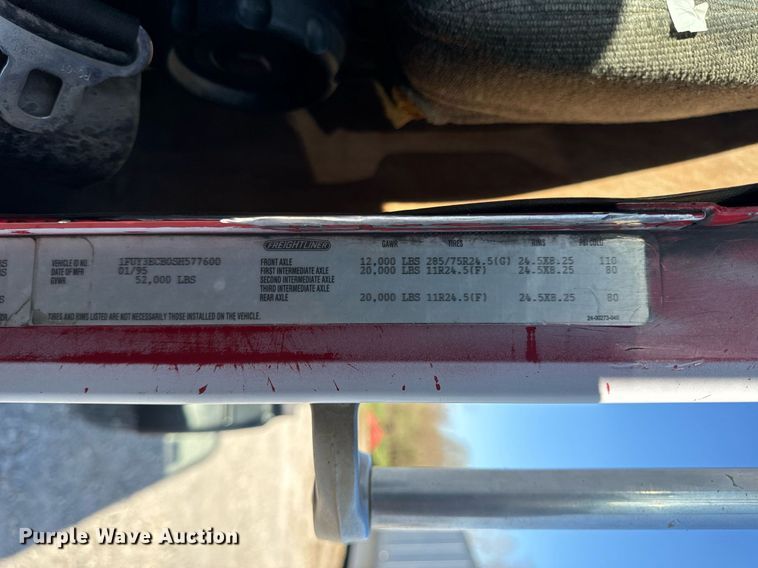 VEHICLE ID NO. 1FUY3ECB0SH577600
DATE OF MFR 01/95
GVWR 52,000 LBS
FREIGHTLINER GAWR TIRES RIMS PSI COLD
FRONT AXLE 12,000 LBS 285/75R24.5(G) 24.5X8.25 110
FIRST INTERMEDIATE AXLE 20,000 LBS 11R24.5(F) 24.5X8.25 80
SECOND INTERMEDIATE AXLE
THIRD INTERMEDIATE AXLE
REAR AXLE 20,000 LBS 11R24.5(F) 24.5X8.25 80
TIRES AND RIMS LISTED ARE NOT NECESSARILY THOSE INSTALLED ON THE VEHICLE.
Purple Wave Auction